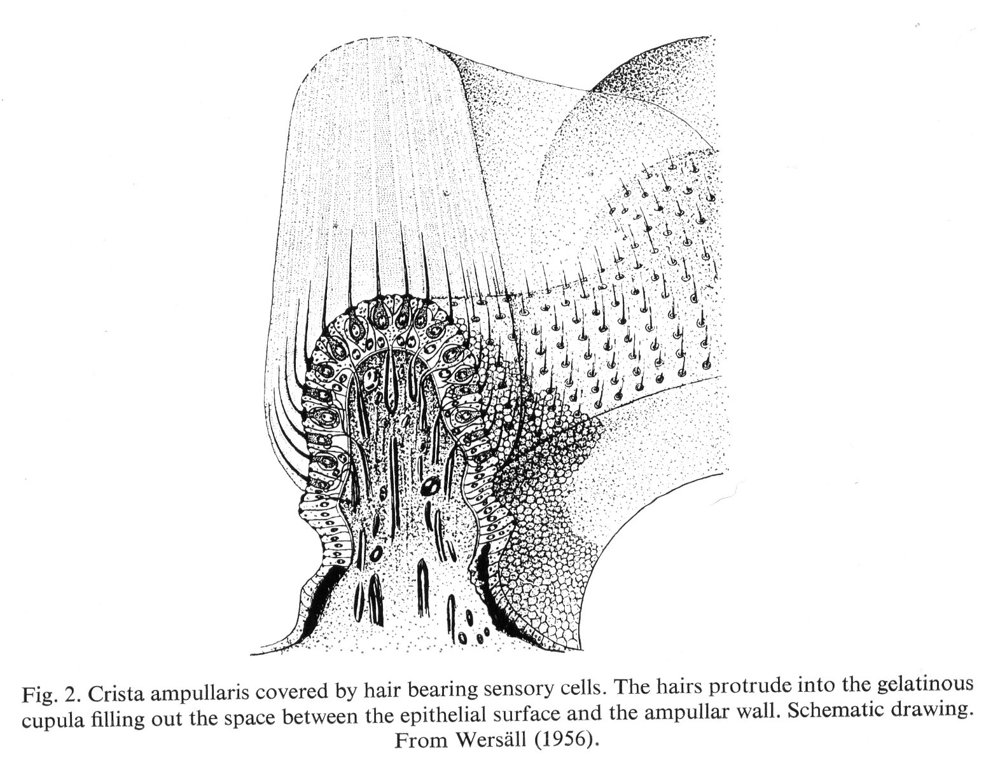 Fig. 2. Crista ampullaris covered by hair bearing sensory cells. The hairs protrude into the gelatinous
cupula filling out the space between the epithelial surface and the ampullar wall. Schematic drawing.
From Wersäll (1956).